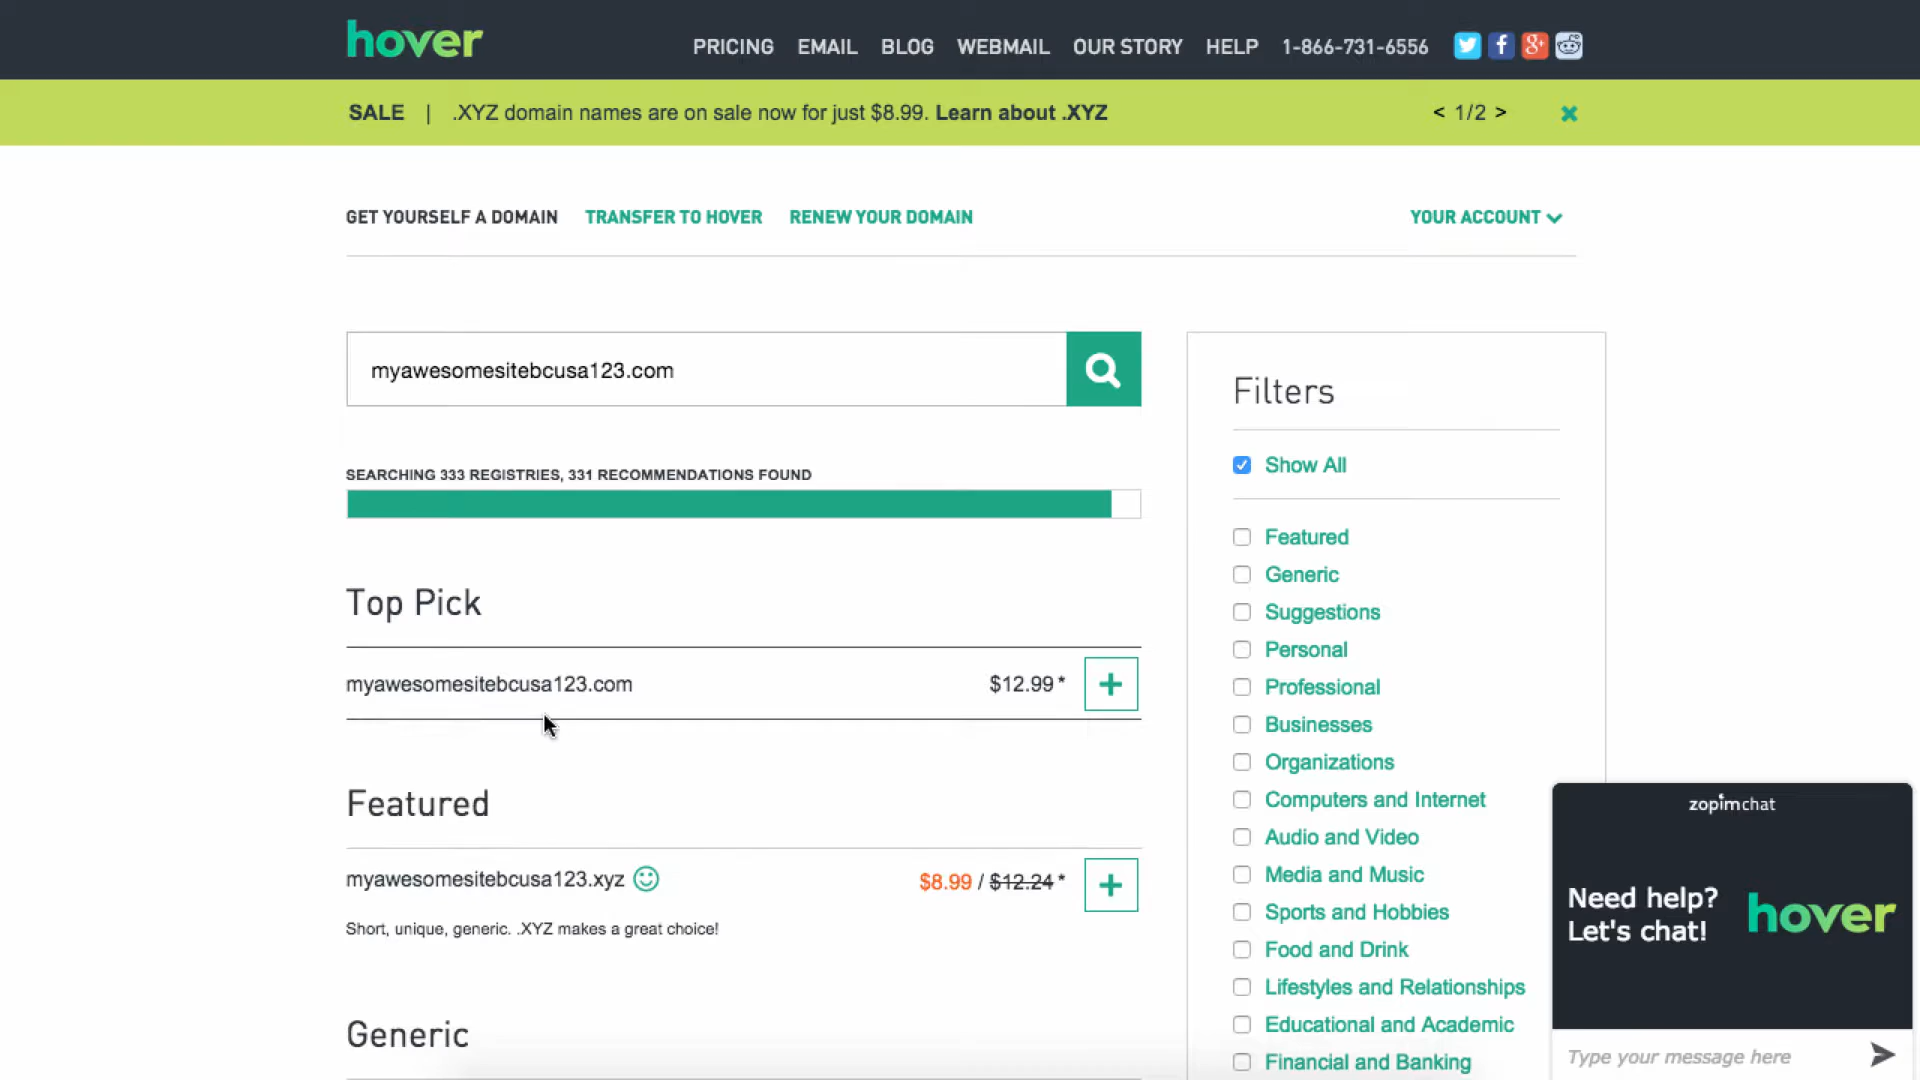 hover
PRICING EMAIL BLOG WEBMAIL OUR STORY HELP 1-866-731-6556
SALE | .XYZ domain names are on sale now for just $8.99. Learn about .XYZ < 1/2 >
GET YOURSELF A DOMAIN TRANSFER TO HOVER RENEW YOUR DOMAIN YOUR ACCOUNT
myawesomesitebcusa123.com
SEARCHING 333 REGISTRIES, 331 RECOMMENDATIONS FOUND
Top Pick
myawesomesitebcusa123.com $12.99*
Featured
myawesomesitebcusa123.xyz $8.99 / $12.24*
Short, unique, generic. .XYZ makes a great choice!
Generic
Filters
Show All
Featured
Generic
Suggestions
Personal
Professional
Businesses
Organizations
Computers and Internet
Audio and Video
Media and Music
Sports and Hobbies
Food and Drink
Lifestyles and Relationships
Educational and Academic
Financial and Banking
zopim chat
Need help?
Let's chat!
hover
Type your message here